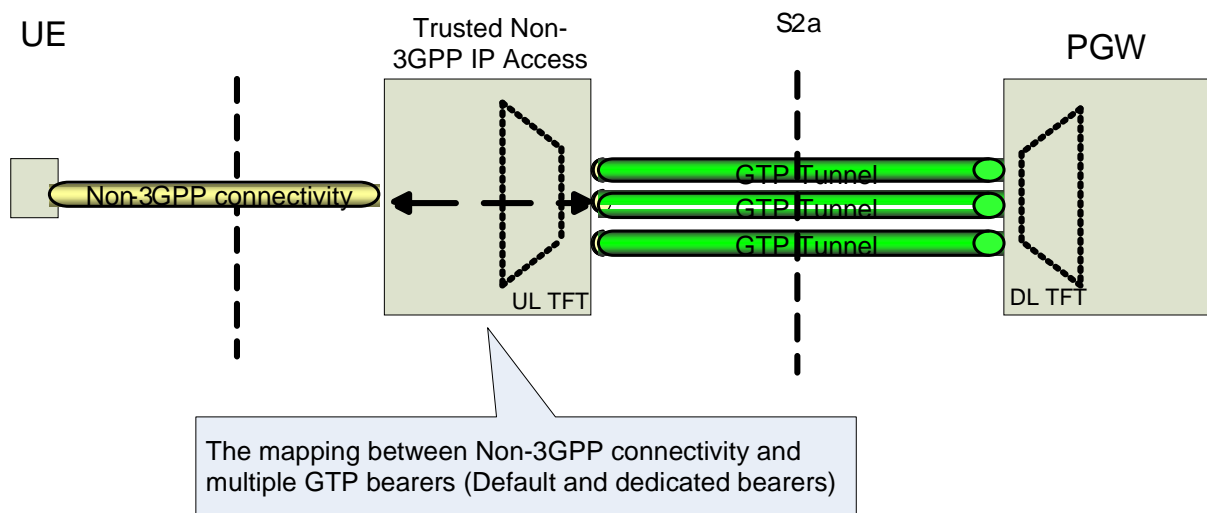 UE
Trusted Non-
3GPP IP Access
S2a
PGW
Non-3GPP connectivity
GTP Tunnel
GTP Tunnel
GTP Tunnel
UL TFT
DL TFT
The mapping between Non-3GPP connectivity and
multiple GTP bearers (Default and dedicated bearers)